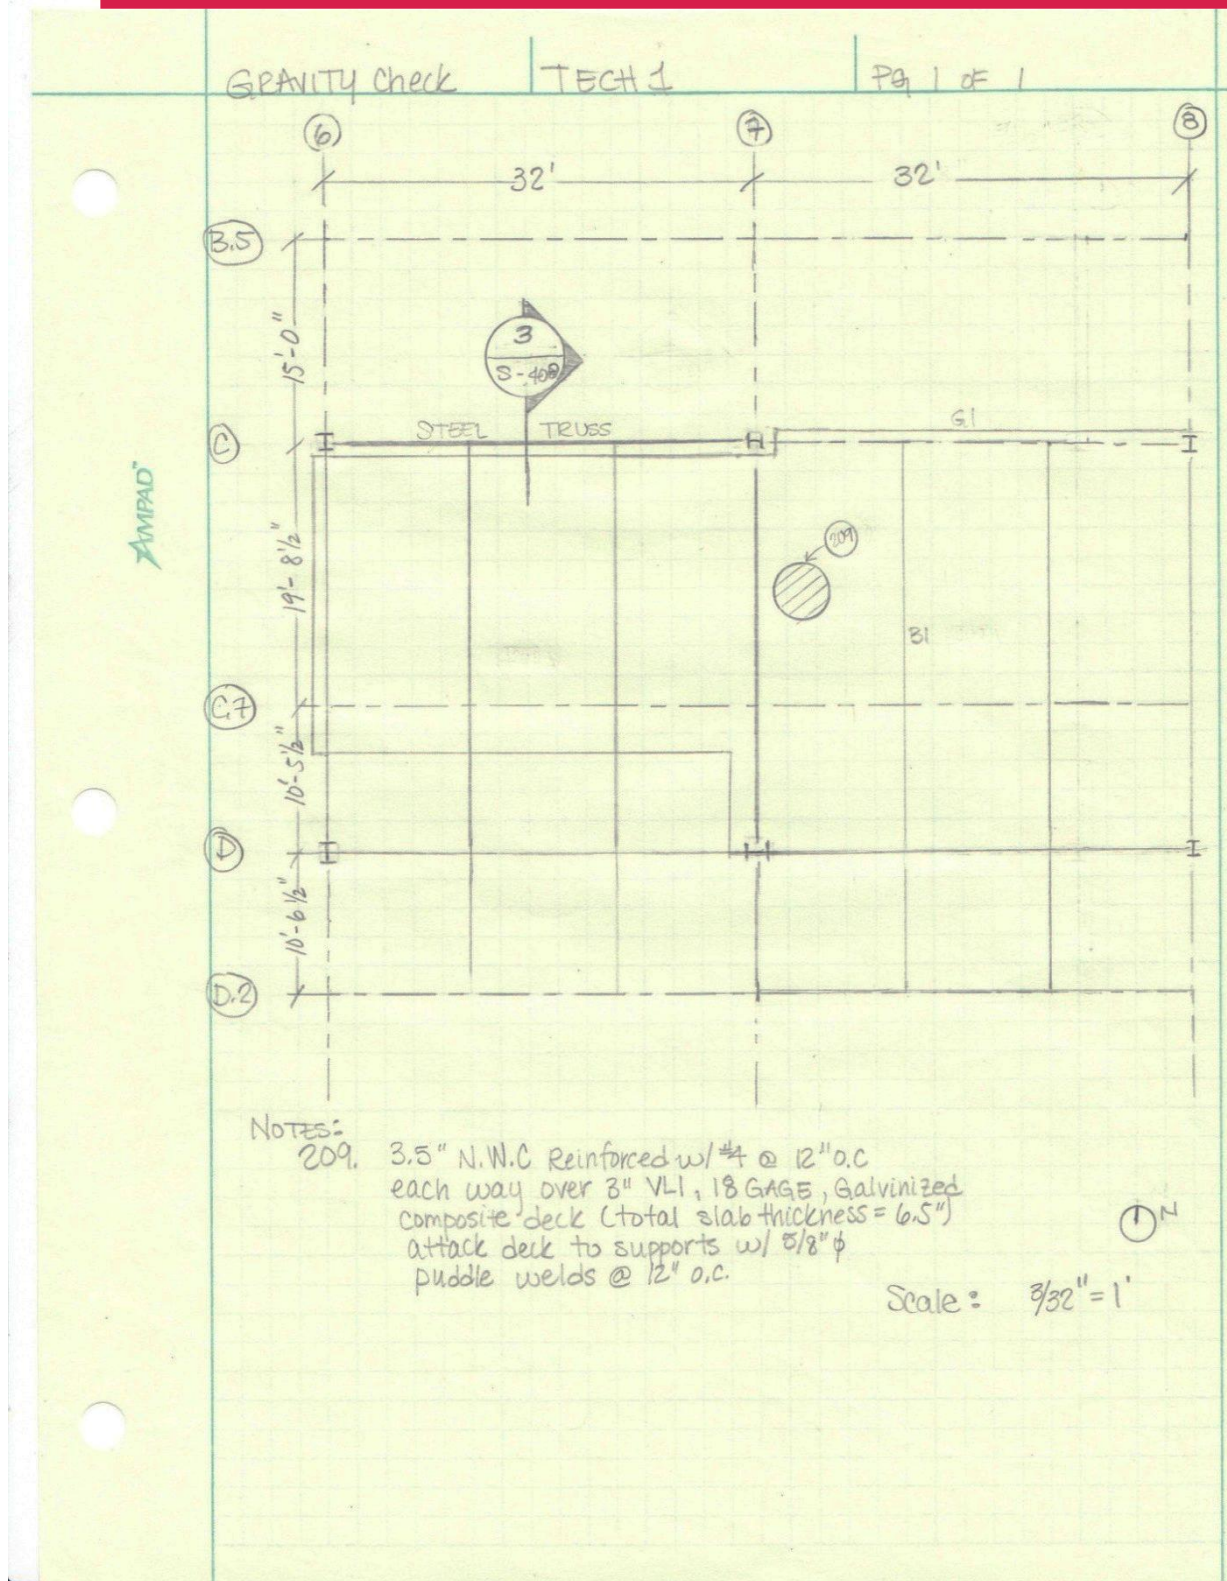 GRAVITY Check TECH 1 PG 1 OF 1
6 7 8
32' 32'
B.5
15'-0"
3
S-408
C
STEEL TRUSS
G1
19'-8½"
209
B1
C.7
10'-5½"
D
10'-6½"
D.2
AMPAD™
NOTES:
209. 3.5" N.W.C Reinforced w/ #4 @ 12" O.C
each way over 3" VLI, 18 GAGE, Galvinized
composite deck (total slab thickness = 6.5")
attack deck to supports w/ 5/8" ϕ
puddle welds @ 12" o.c.
N
Scale: 3/32" = 1'